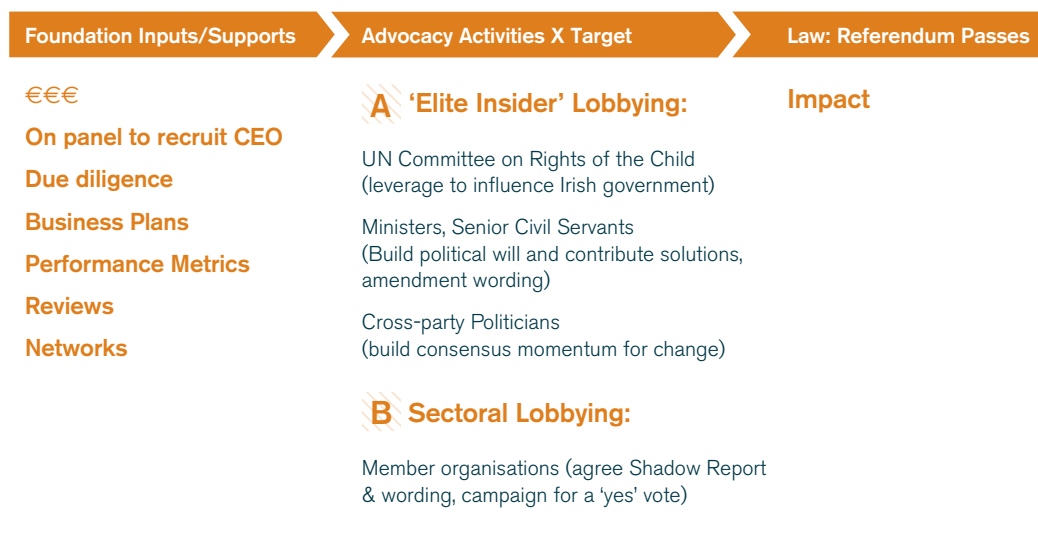 Foundation Inputs/Supports
Advocacy Activities X Target
Law: Referendum Passes
€€€
On panel to recruit CEO
Due diligence
Business Plans
Performance Metrics
Reviews
Networks
A 'Elite Insider' Lobbying:
UN Committee on Rights of the Child
(leverage to influence Irish government)
Ministers, Senior Civil Servants
(Build political will and contribute solutions,
amendment wording)
Cross-party Politicians
(build consensus momentum for change)
B Sectoral Lobbying:
Member organisations (agree Shadow Report
& wording, campaign for a 'yes' vote)
Impact